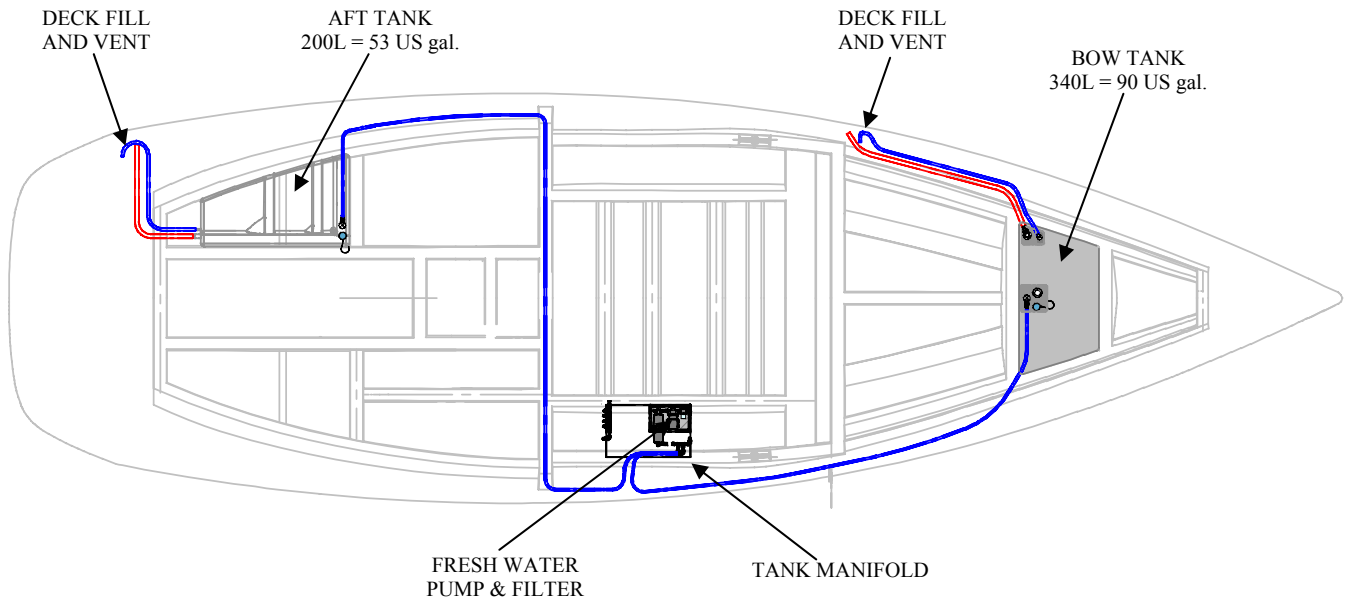 DECK FILL
AND VENT
AFT TANK
200L = 53 US gal.
DECK FILL
AND VENT
BOW TANK
340L = 90 US gal.
FRESH WATER
PUMP & FILTER
TANK MANIFOLD